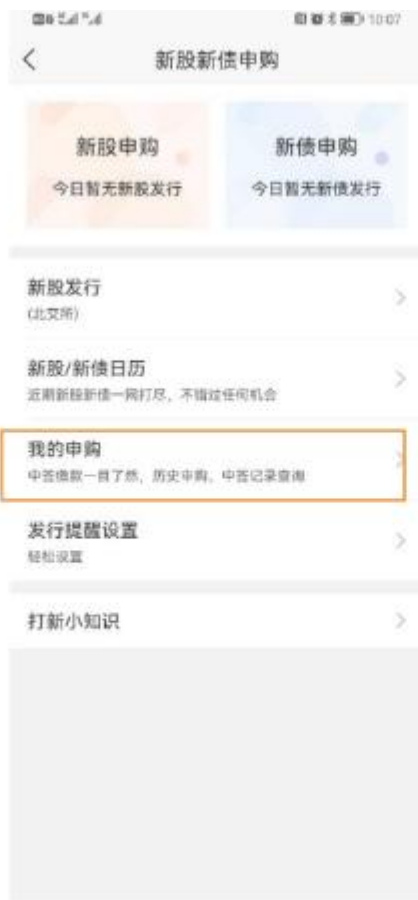 10:07
新股新债申购
新股申购
新债申购
今日暂无新股发行
今日暂无新债发行
新股发行
(北交所)
新股/新债日历
近期新股新债一网打尽，不错过任何机会
我的申购
中签缴款一目了然，历史申购，中签记录查询
发行提醒设置
轻松设置
打新小知识